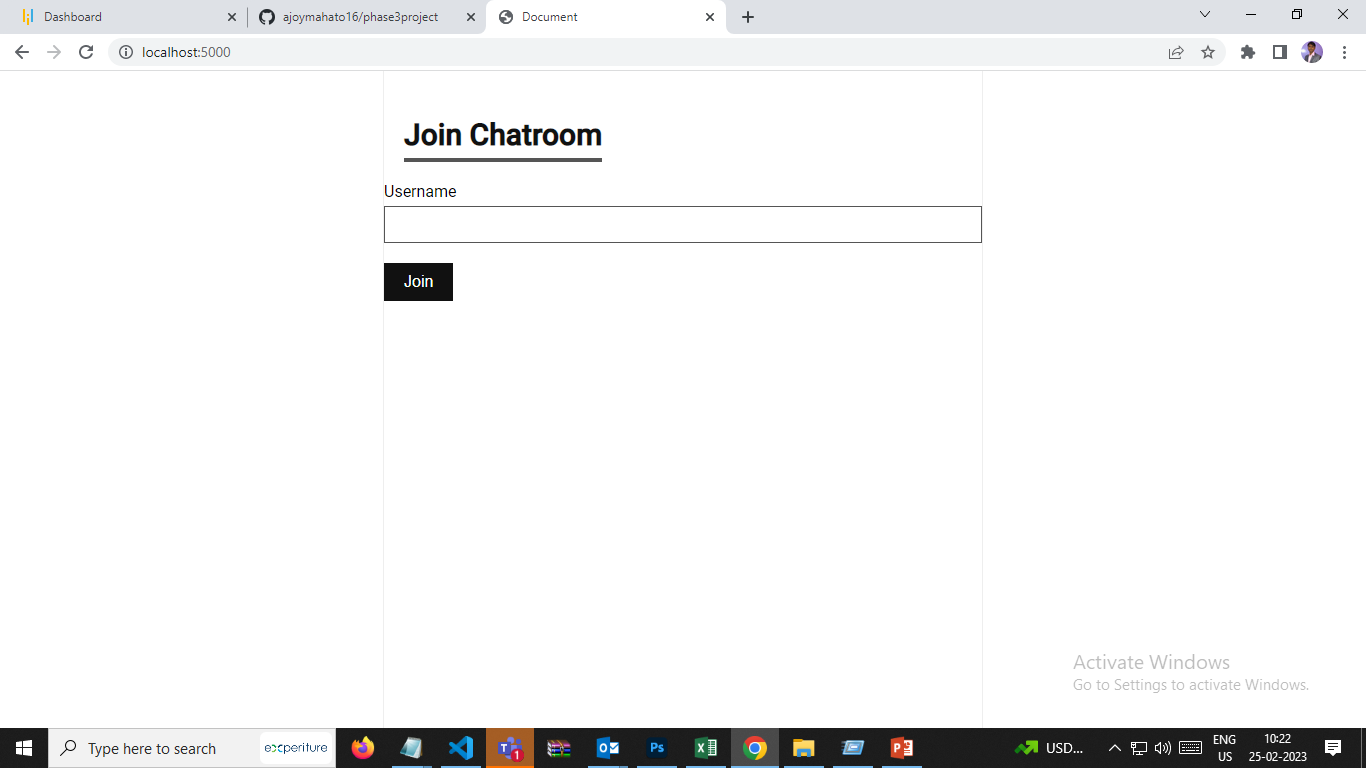 Dashboard
ajoymahato16/phase3project
Document
localhost:5000
Join Chatroom
Username
Join
Activate Windows
Go to Settings to activate Windows.
Type here to search
experiture
1
USD...
ENG
US
10:22
25-02-2023